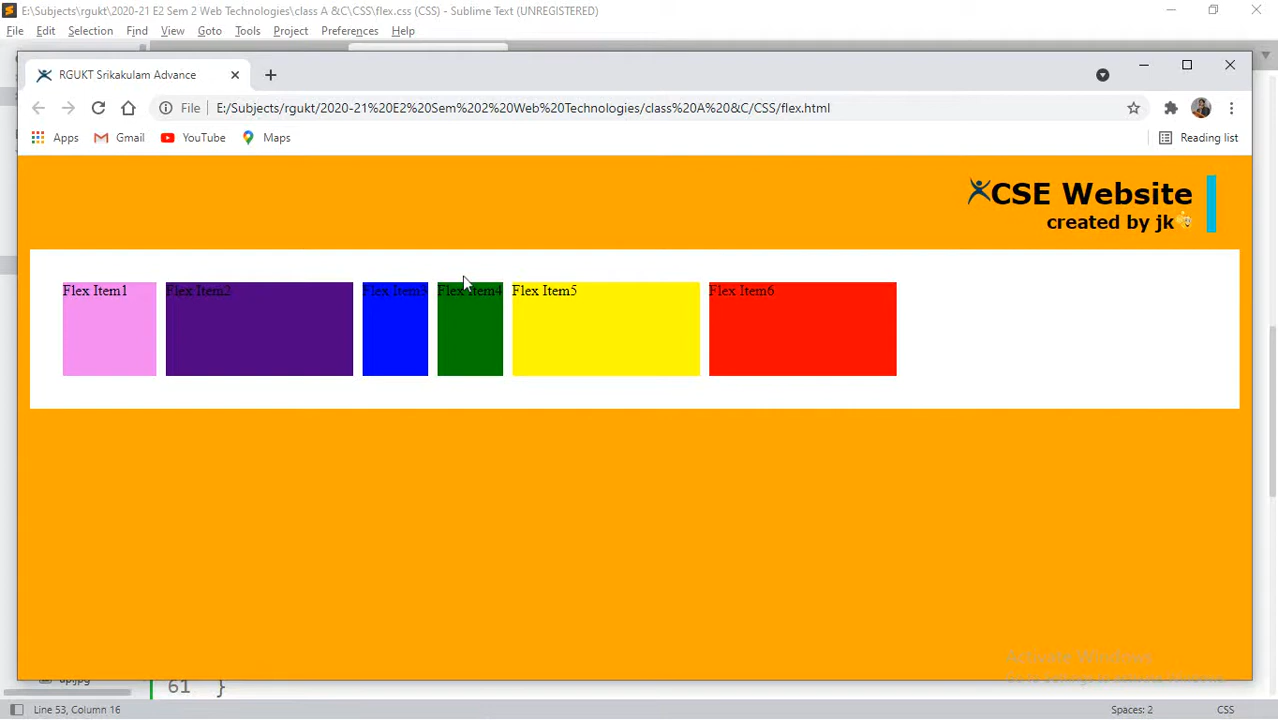 E:\Subjects\rgukt\2020-21 E2 Sem 2 Web Technologies\class A &C\CSS\flex.css (CSS) - Sublime Text (UNREGISTERED)
File Edit Selection Find View Goto Tools Project Preferences Help
RGUKT Srikakulam Advance
File E:/Subjects/rgukt/2020-21%20E2%20Sem%202%20Web%20Technologies/class%20A%20&C/CSS/flex.html
Apps Gmail YouTube Maps Reading list
CSE Website
created by jk
Flex Item1 Flex Item2 Flex Item3 Flex Item4 Flex Item5 Flex Item6
Activate Windows
61 }
Line 53, Column 16 Spaces: 2 CSS